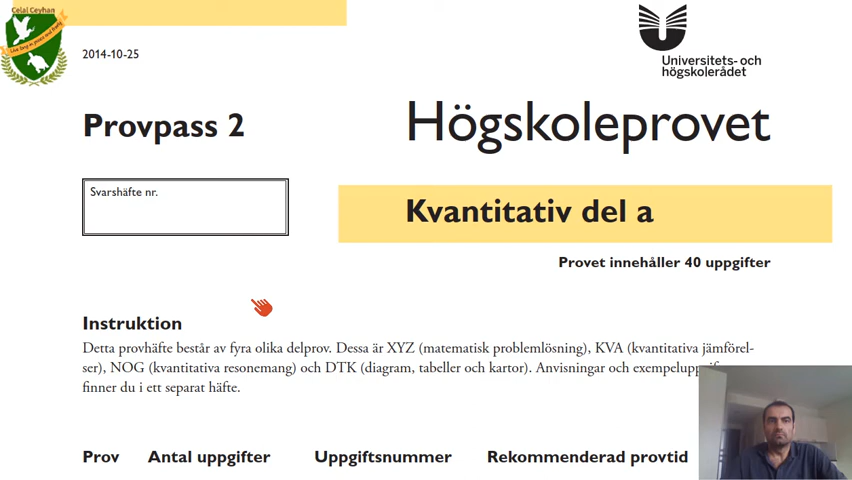 Celal Ceyhan
2014-10-25
Universitets- och
högskolerådet
Provpass 2
Högskoleprovet
Svarshäfte nr.
Kvantitativ del a
Provet innehåller 40 uppgifter
Instruktion
Detta provhäfte består av fyra olika delprov. Dessa är XYZ (matematisk problemlösning), KVA (kvantitativa jämförel-
ser), NOG (kvantitativa resonemang) och DTK (diagram, tabeller och kartor). Anvisningar och
finner du i ett separat häfte.
Prov Antal uppgifter Uppgiftsnummer Rekommenderad provtid